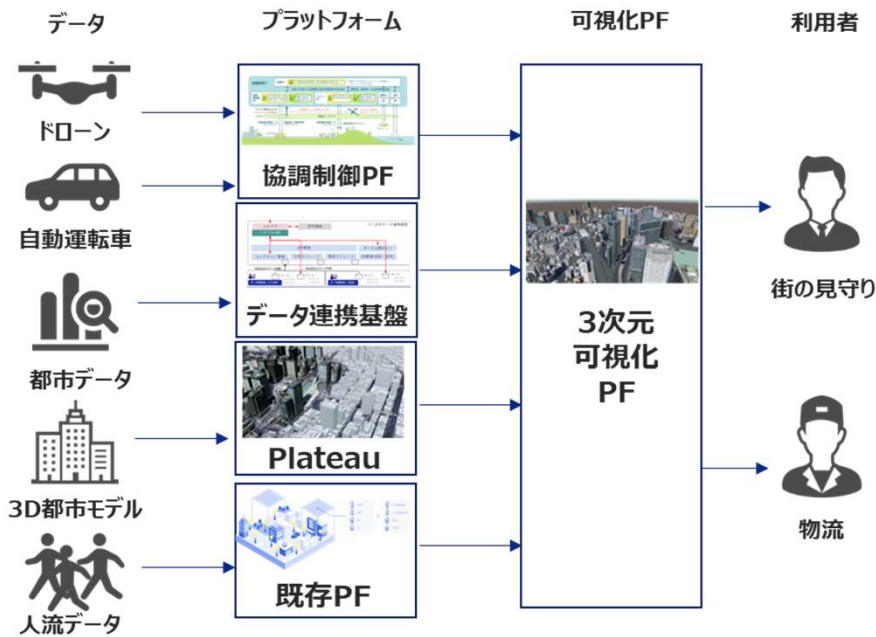 データ
プラットフォーム
可視化PF
利用者
ドローン
自動運転車
都市データ
3D都市モデル
人流データ
協調制御PF
データ連携基盤
Plateau
既存PF
3次元
可視化
PF
街の見守り
物流